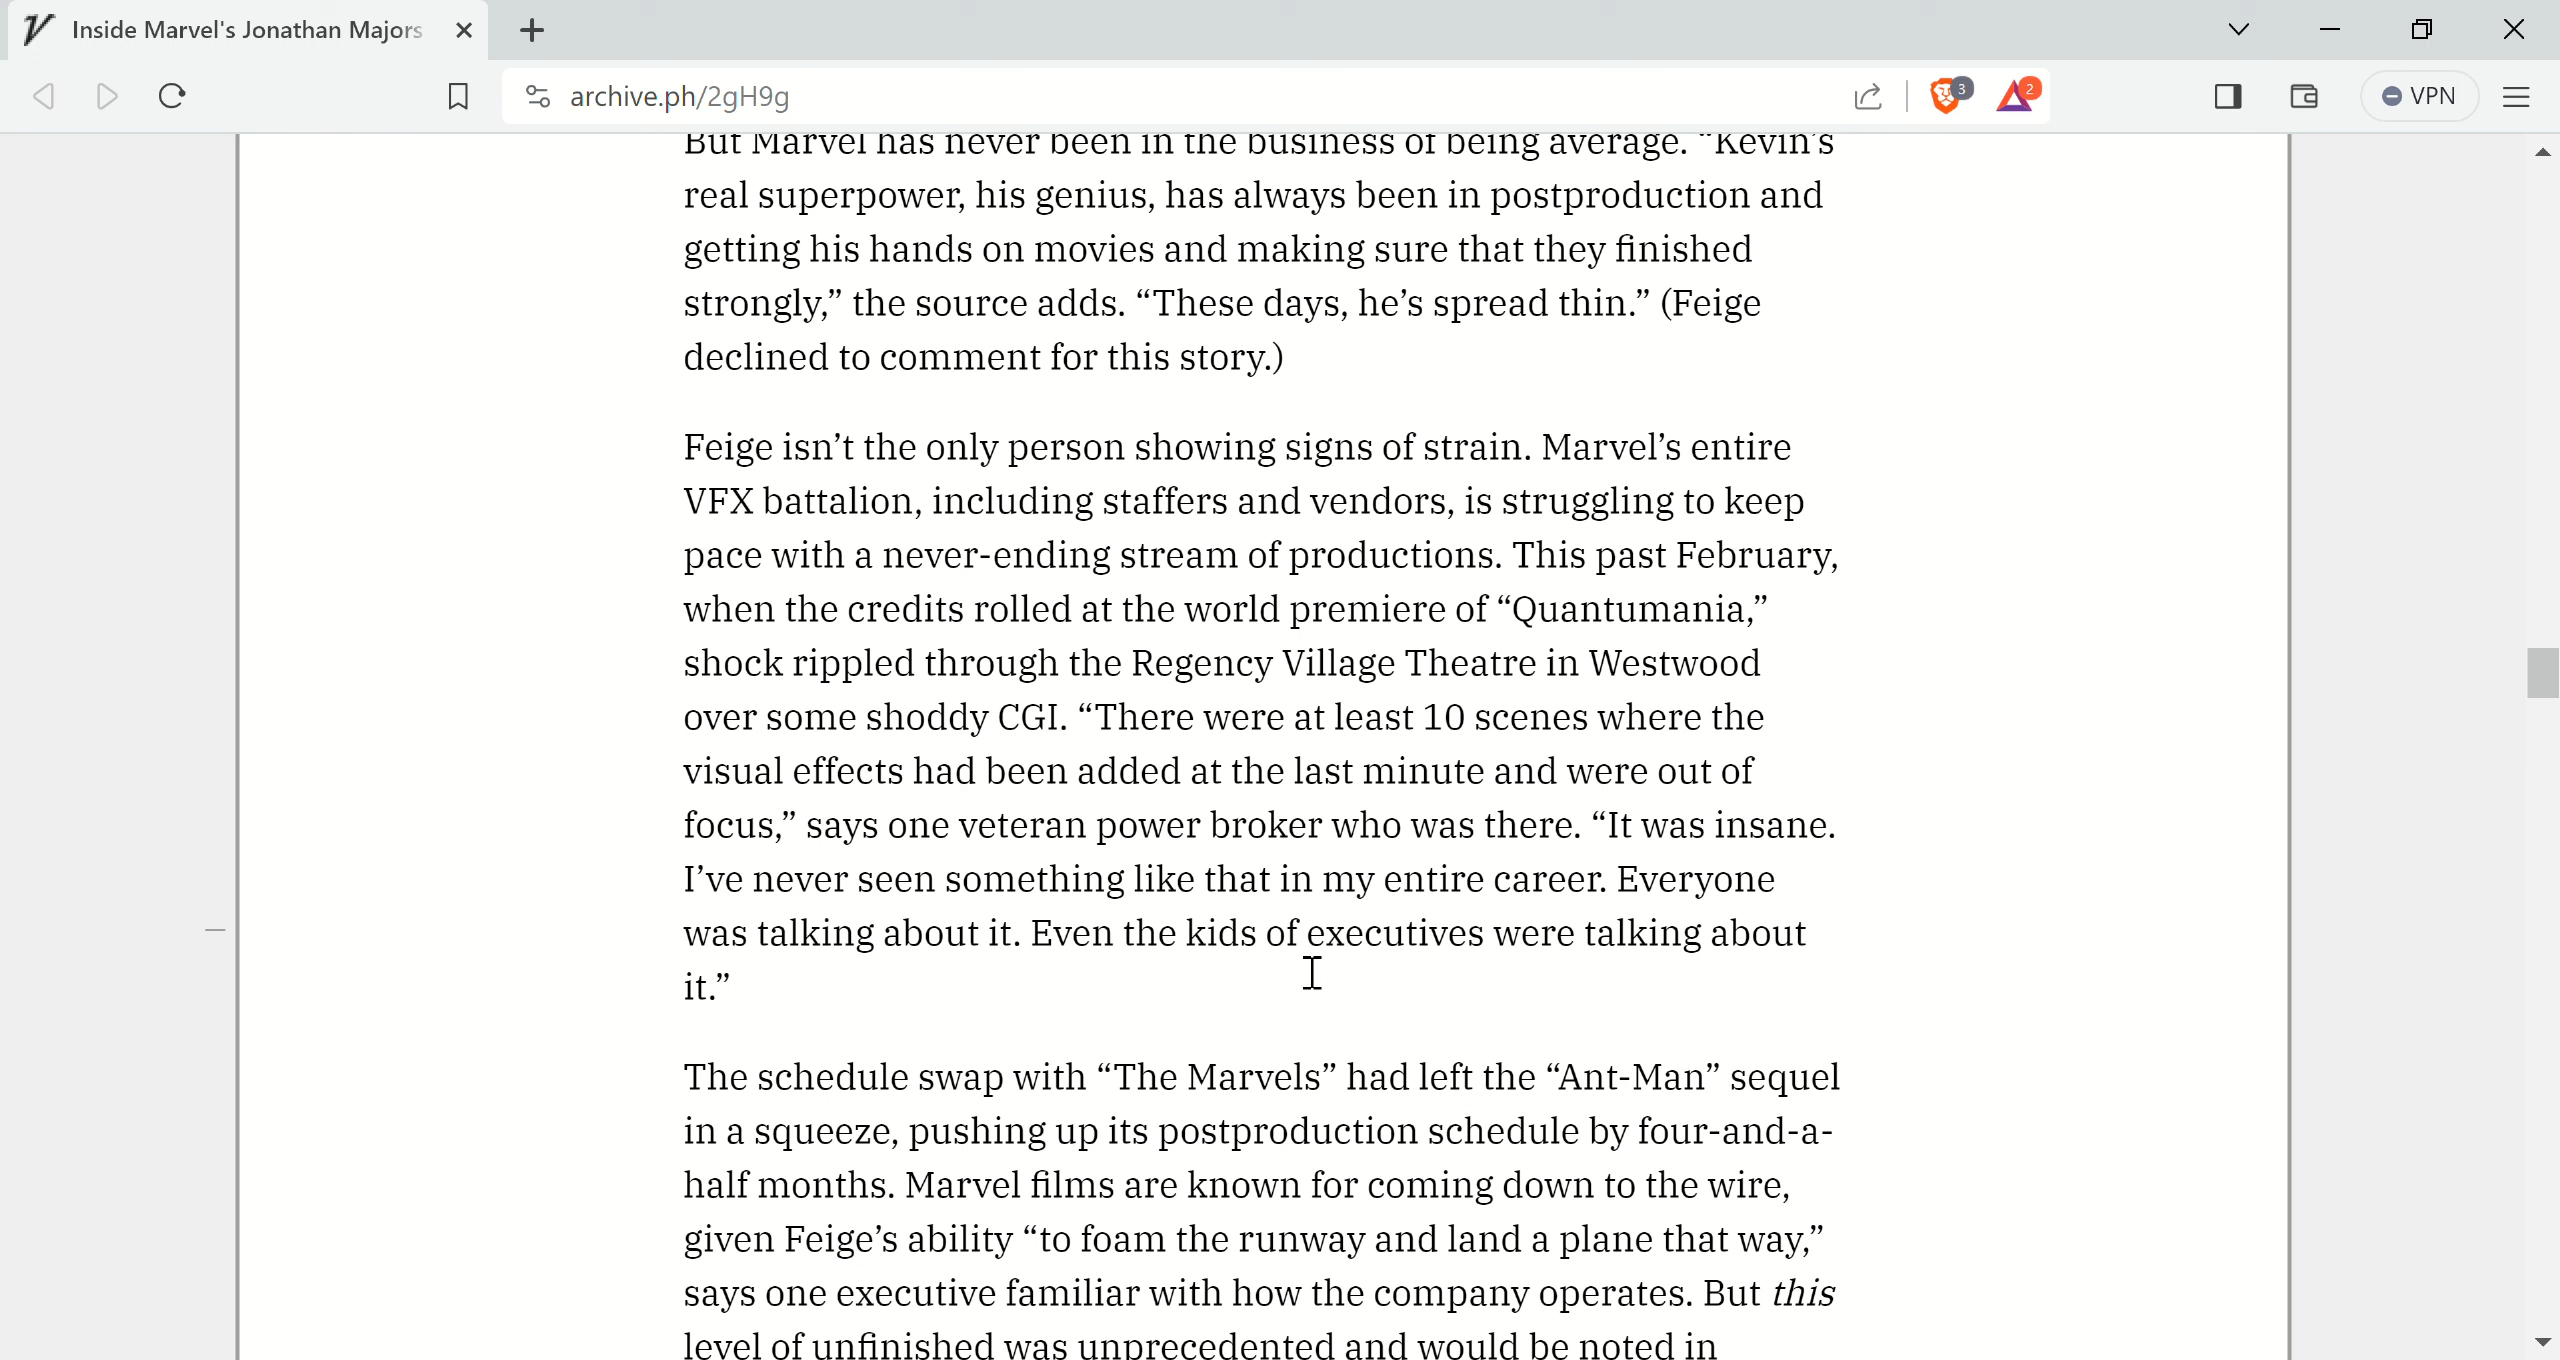 Inside Marvel's Jonathan Majors
archive.ph/2gH9g
3
2
VPN
But Marvel has never been in the business of being average. “Kevin’s
real superpower, his genius, has always been in postproduction and
getting his hands on movies and making sure that they finished
strongly,” the source adds. “These days, he’s spread thin.” (Feige
declined to comment for this story.)
Feige isn’t the only person showing signs of strain. Marvel’s entire
VFX battalion, including staffers and vendors, is struggling to keep
pace with a never-ending stream of productions. This past February,
when the credits rolled at the world premiere of “Quantumania,”
shock rippled through the Regency Village Theatre in Westwood
over some shoddy CGI. “There were at least 10 scenes where the
visual effects had been added at the last minute and were out of
focus,” says one veteran power broker who was there. “It was insane.
I’ve never seen something like that in my entire career. Everyone
was talking about it. Even the kids of executives were talking about
it.”
The schedule swap with “The Marvels” had left the “Ant-Man” sequel
in a squeeze, pushing up its postproduction schedule by four-and-a-
half months. Marvel films are known for coming down to the wire,
given Feige’s ability “to foam the runway and land a plane that way,”
says one executive familiar with how the company operates. But this
level of unfinished was unprecedented and would be noted in